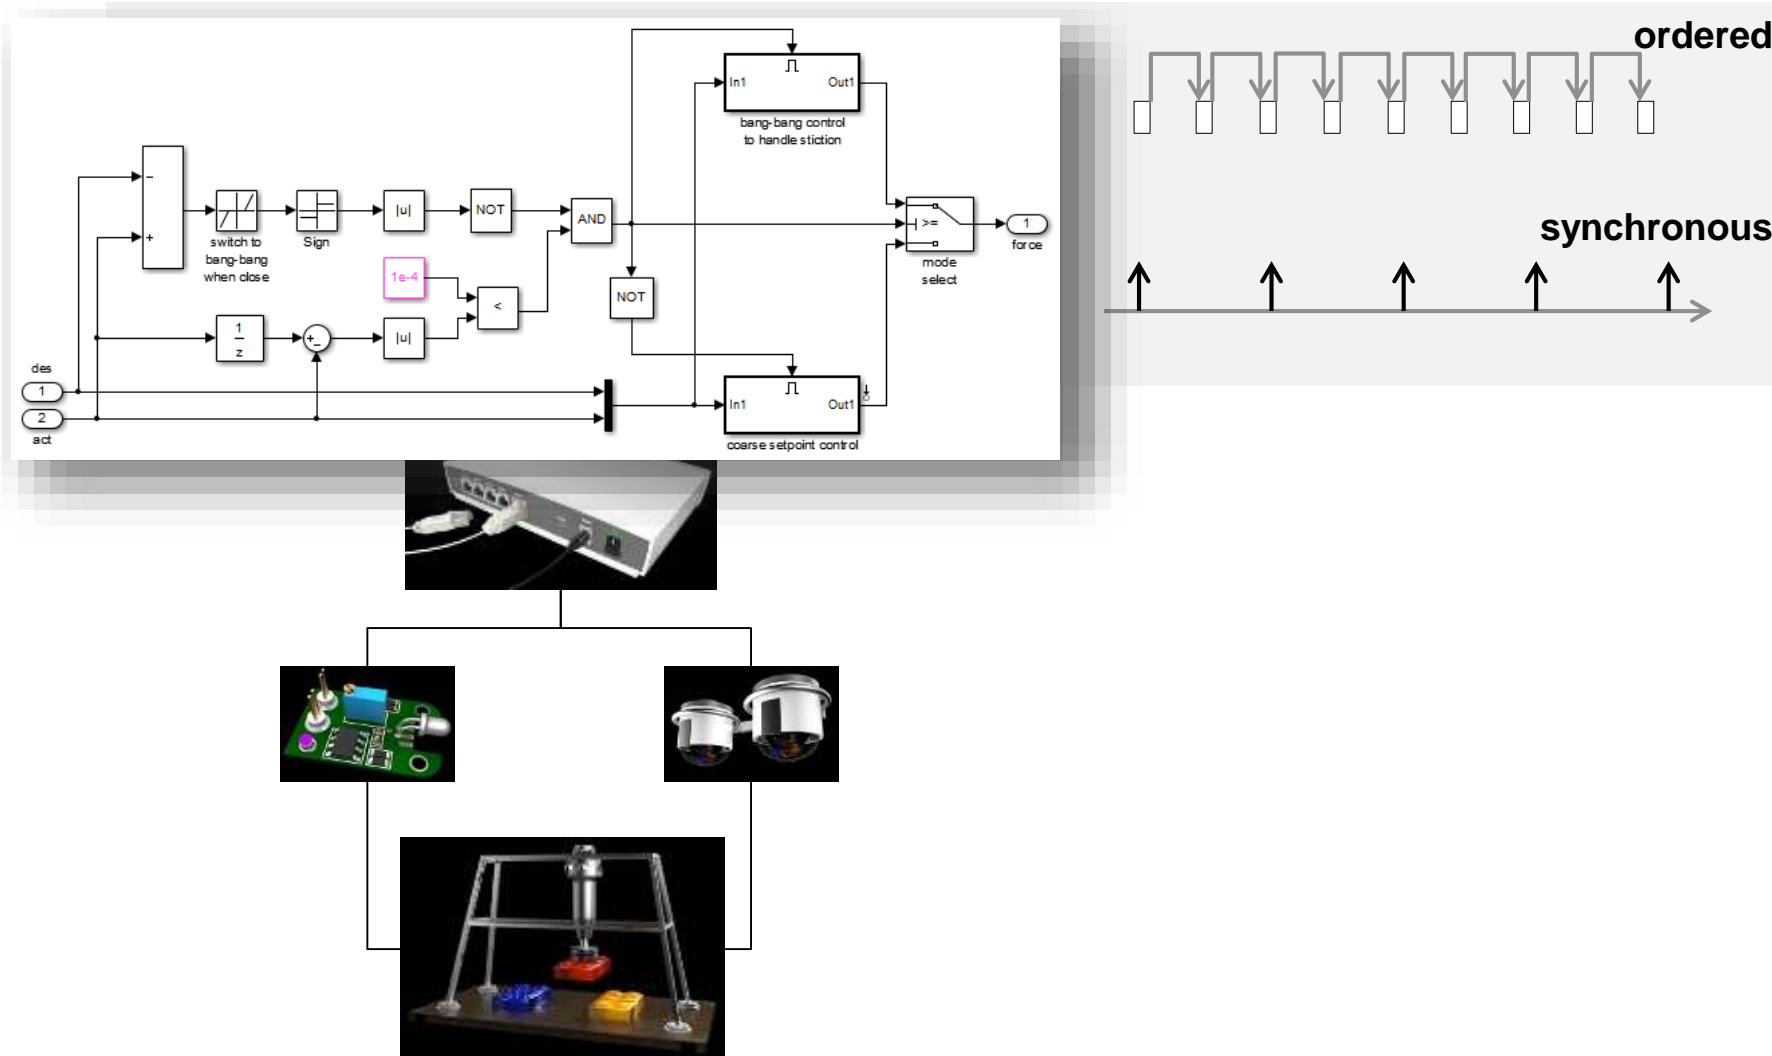 ordered
In1
Out1
bang-bang control
to handle stiction
−
+
switch to
bang-bang
when close
Sign
|u|
NOT
AND
>=
mode
select
1
force
synchronous
1e-4
<
NOT
1
z
+
−
|u|
des
1
2
act
In1
Out1
coarse setpoint control